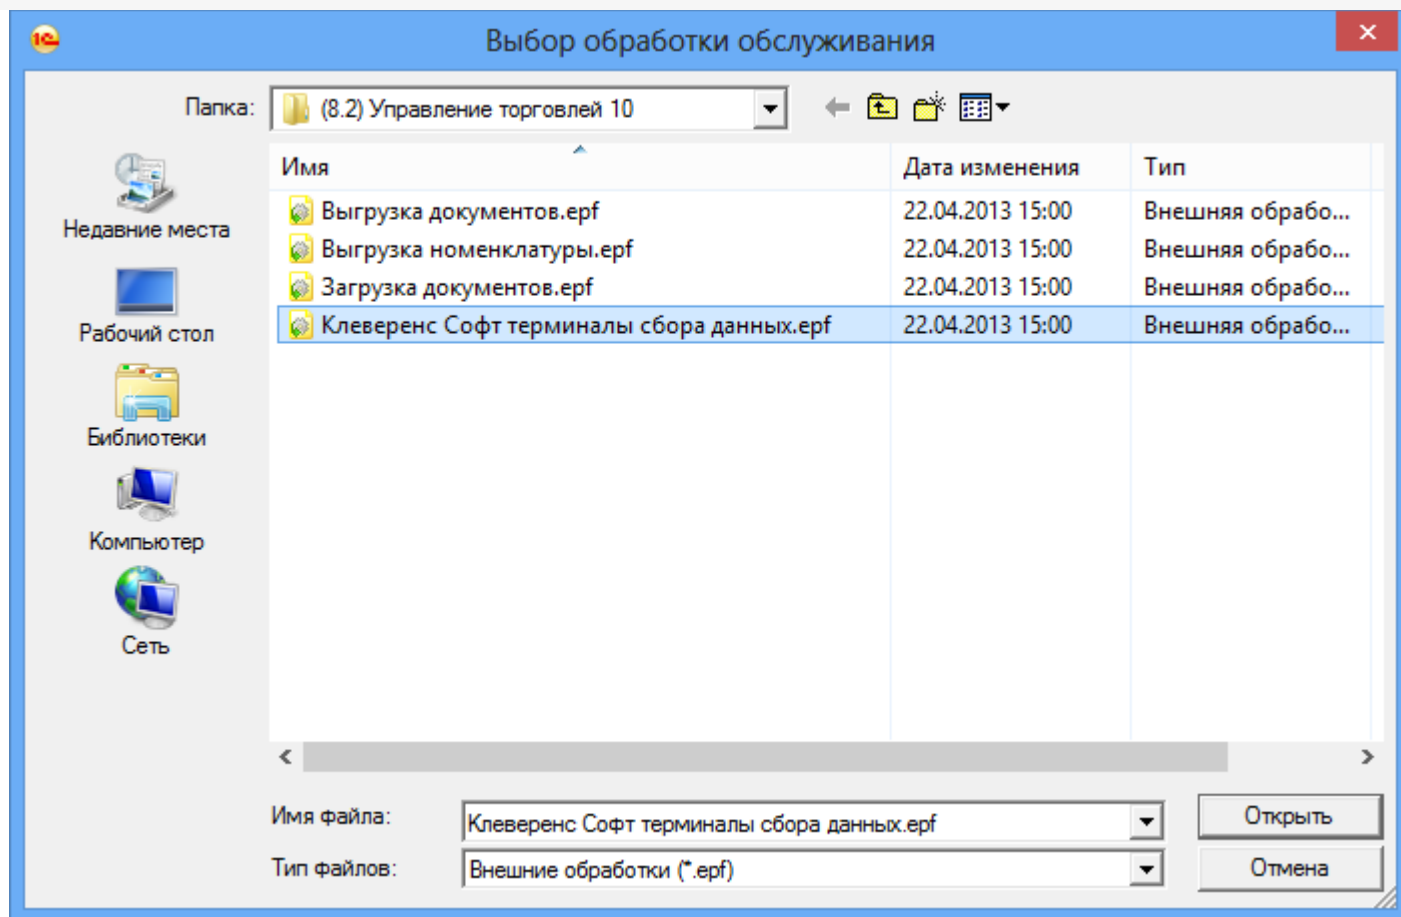 1С
Выбор обработки обслуживания
Папка: (8.2) Управление торговлей 10
Имя Дата изменения Тип
Выгрузка документов.epf 22.04.2013 15:00 Внешняя обрабо...
Выгрузка номенклатуры.epf 22.04.2013 15:00 Внешняя обрабо...
Загрузка документов.epf 22.04.2013 15:00 Внешняя обрабо...
Клеверенс Софт терминалы сбора данных.epf 22.04.2013 15:00 Внешняя обрабо...
Недавние места
Рабочий стол
Библиотеки
Компьютер
Сеть
Имя файла: Клеверенс Софт терминалы сбора данных.epf Открыть
Тип файлов: Внешние обработки (*.epf) Отмена